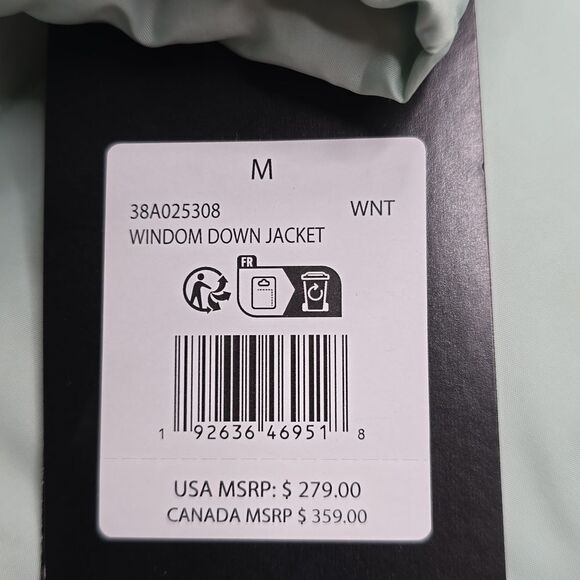 M
38A025308 WNT
WINDOM DOWN JACKET
FR
1 92636 46951 8
USA MSRP: $ 279.00
CANADA MSRP $ 359.00